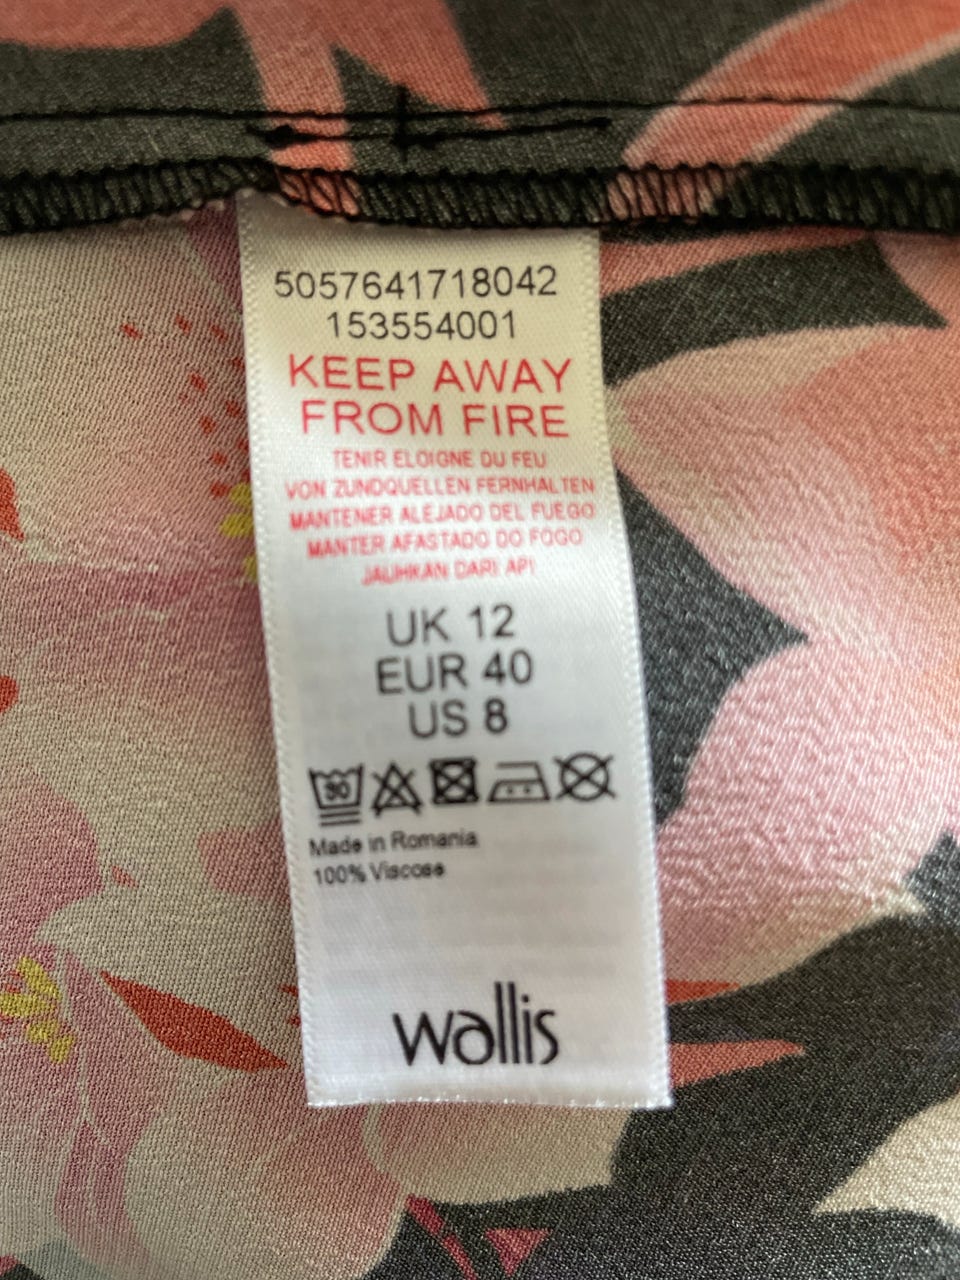 5057641718042
153554001
KEEP AWAY
FROM FIRE
TENIR ELOIGNE DU FEU
VON ZUNDQUELLEN FERNHALTEN
MANTENER ALEJADO DEL FUEGO
MANTER AFASTADO DO FOGO
JAUHKAN DARI API
UK 12
EUR 40
US 8
30
Made in Romania
100% Viscose
wallis